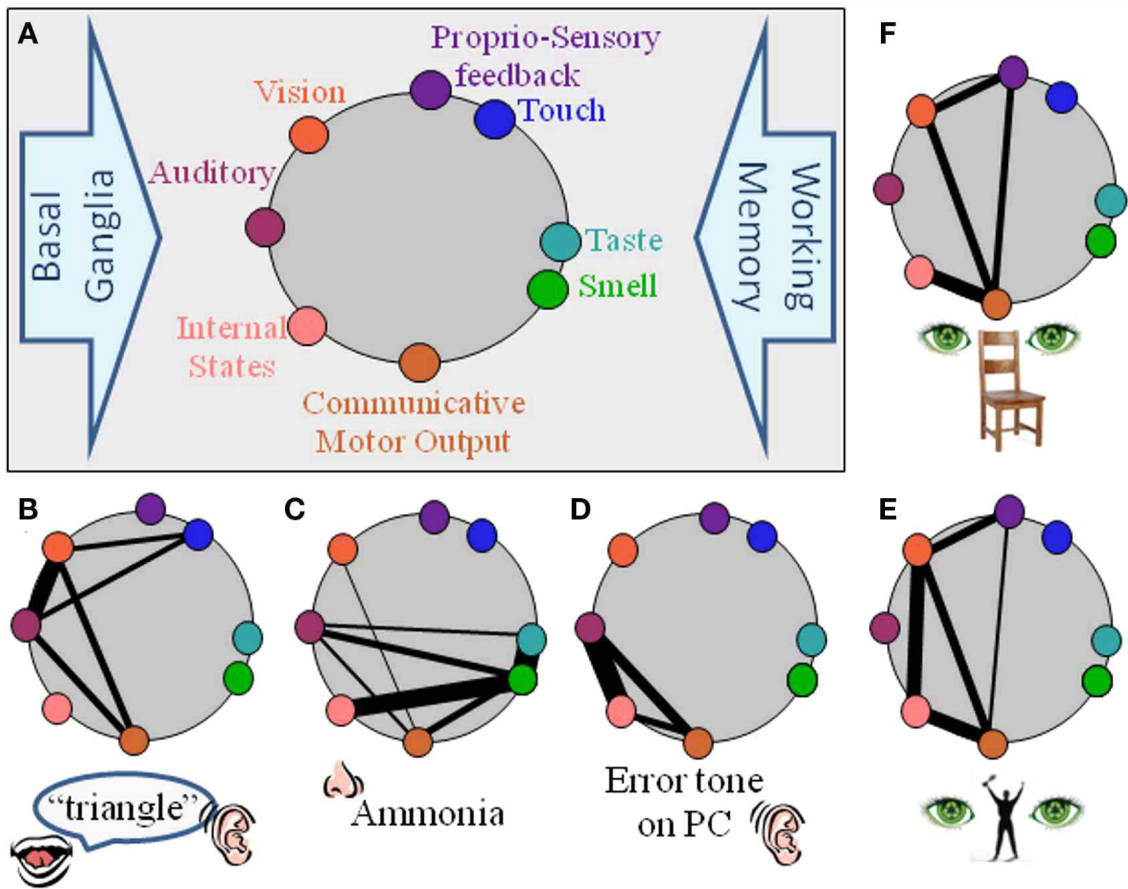 A
Proprio-Sensory
feedback
Vision
Touch
Auditory
Basal
Ganglia
Working
Memory
Taste
Smell
Internal
States
Communicative
Motor Output
F
B
C
D
E
"triangle"
Ammonia
Error tone
on PC